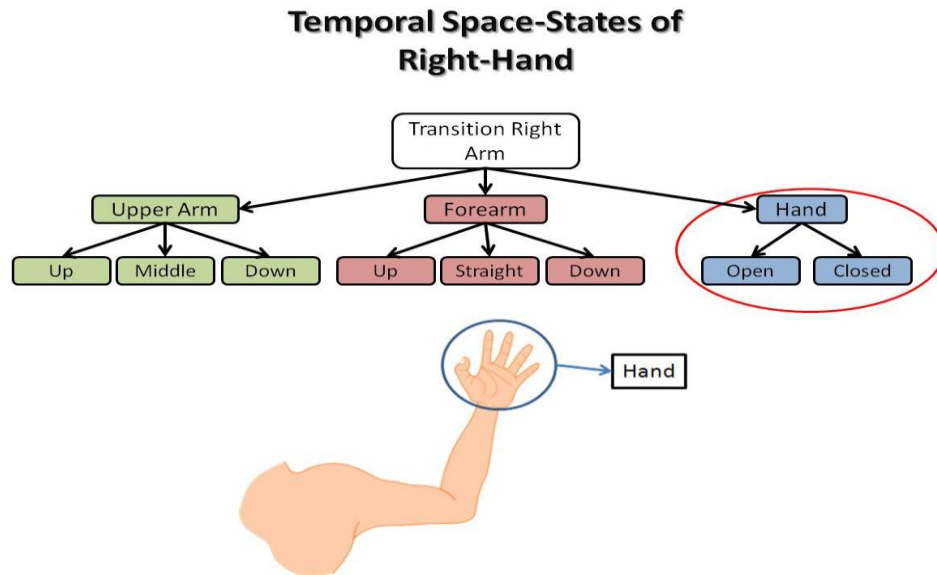 Temporal Space-States of
Right-Hand
Transition Right
Arm
Upper Arm
Forearm
Hand
Up
Middle
Down
Up
Straight
Down
Open
Closed
Hand